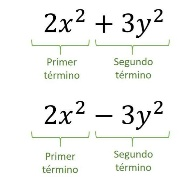 2x² + 3y²
Primer término Segundo término
2x² − 3y²
Primer término Segundo término